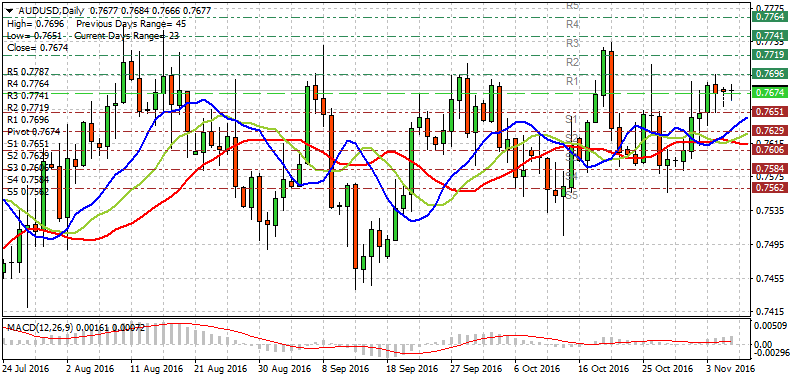 AUDUSD,Daily 0.7677 0.7684 0.7666 0.7677
High= 0.7696 Previous Days Range= 45
Low= 0.7651 Current Days Range= 23
Close= 0.7674
R5 0.7787
R4 0.7764
R3 0.7741
R2 0.7719
R1 0.7696
Pivot 0.7674
S1 0.7651
S2 0.7629
S3 0.7606
S4 0.7584
S5 0.7562
R5
R4
R3
R2
R1
S1
S5
0.7775
0.7764
0.7741
0.7719
0.7696
0.7674
0.7651
0.7629
0.7615
0.7606
0.7584
0.7575
0.7562
0.7535
0.7495
0.7455
0.7415
MACD(12,26,9) 0.00161 0.00072
0.00509
0.00
-0.00296
24 Jul 2016
2 Aug 2016
11 Aug 2016
21 Aug 2016
30 Aug 2016
8 Sep 2016
18 Sep 2016
27 Sep 2016
6 Oct 2016
16 Oct 2016
25 Oct 2016
3 Nov 2016